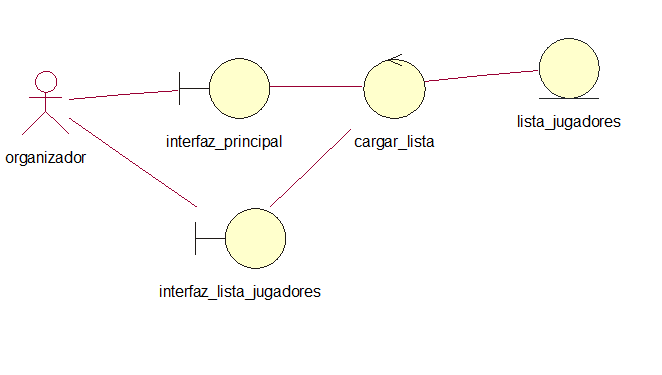 organizador
interfaz_principal
cargar_lista
lista_jugadores
interfaz_lista_jugadores